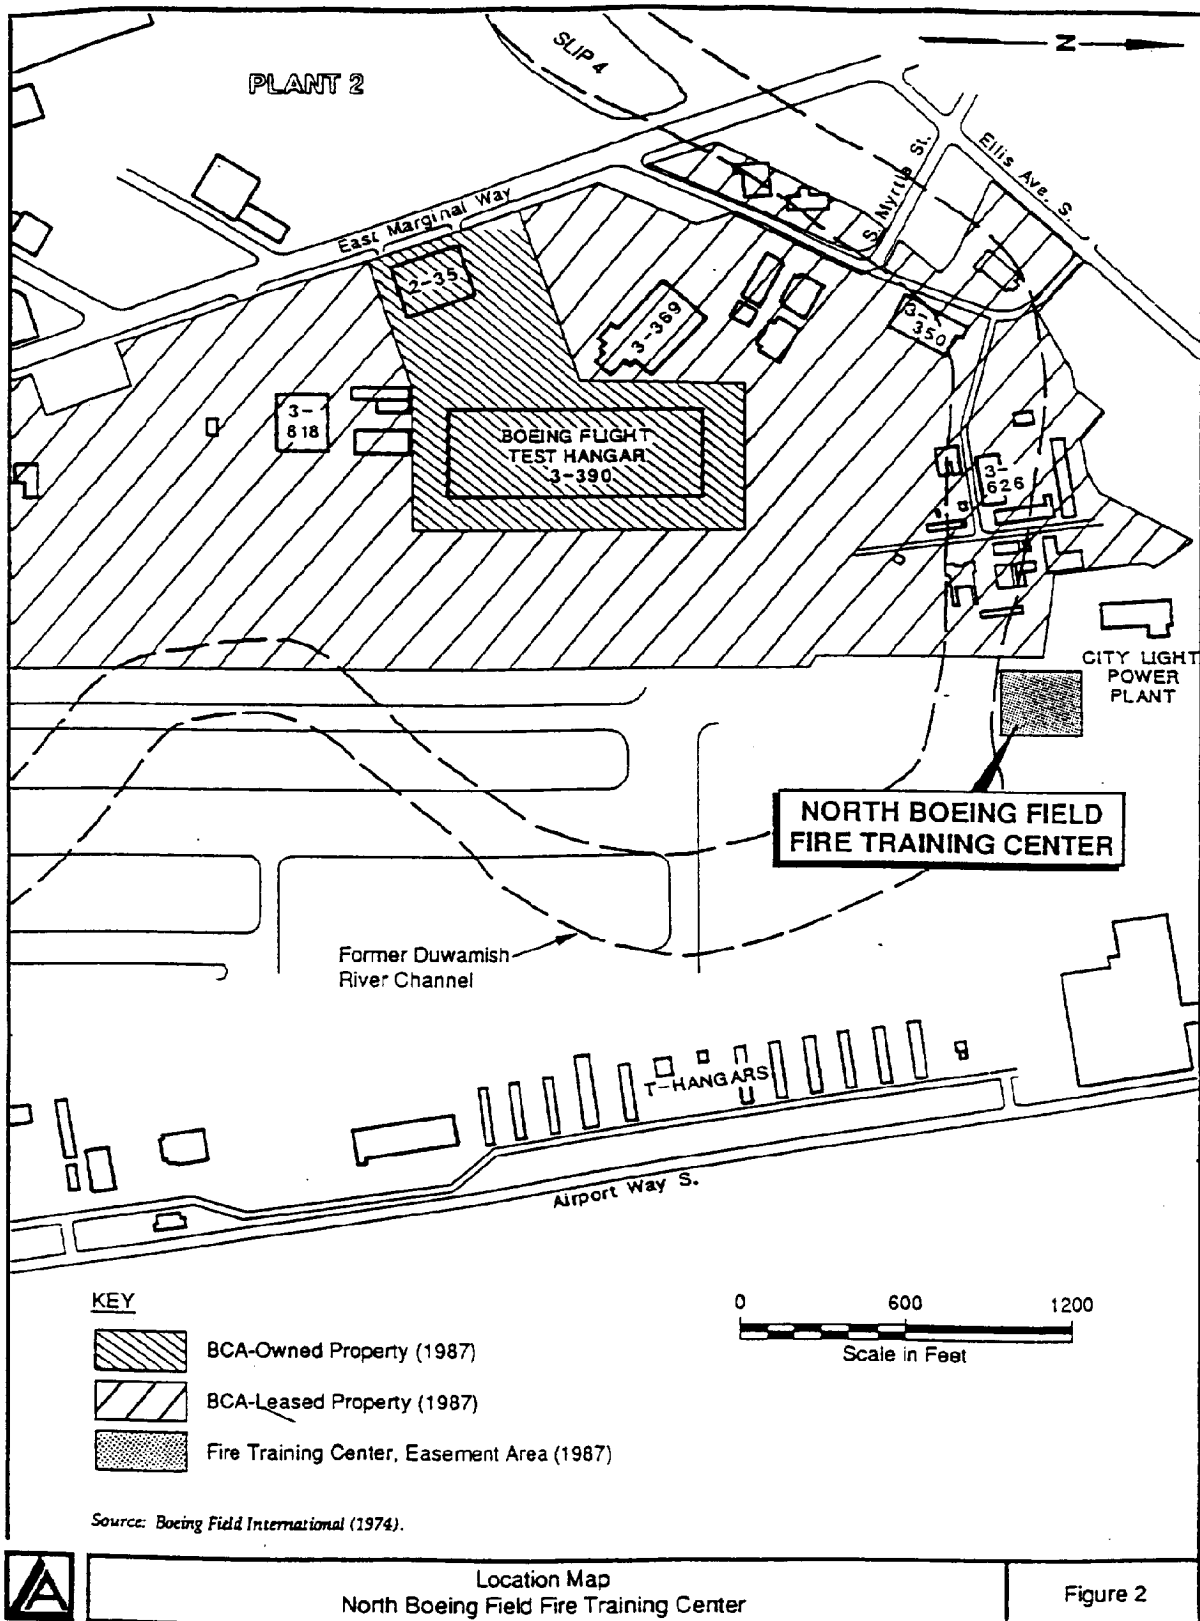 PLANT 2
SLIP 4
N
East Marginal Way
S. Myrtle St.
Ellis Ave. S.
2-35
3-369
3-
350
3-
818
BOEING FLIGHT
TEST HANGAR
3-390
3-
626
CITY LIGHT
POWER
PLANT
NORTH BOEING FIELD
FIRE TRAINING CENTER
Former Duwamish
River Channel
T-HANGARS
Airport Way S.
KEY
BCA-Owned Property (1987)
BCA-Leased Property (1987)
Fire Training Center, Easement Area (1987)
0 600 1200
Scale in Feet
Source: Boeing Field International (1974).
Location Map
North Boeing Field Fire Training Center
Figure 2